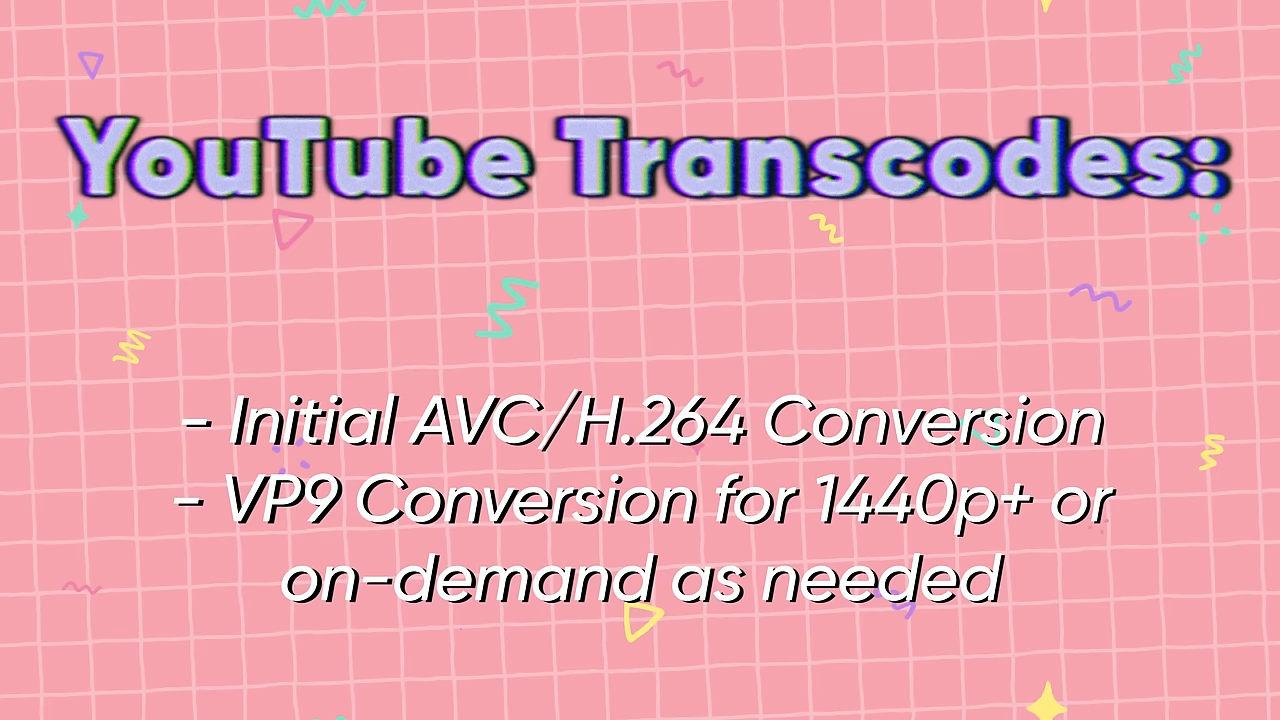 YouTube Transcodes:
- Initial AVC/H.264 Conversion
- VP9 Conversion for 1440p+ or
on-demand as needed